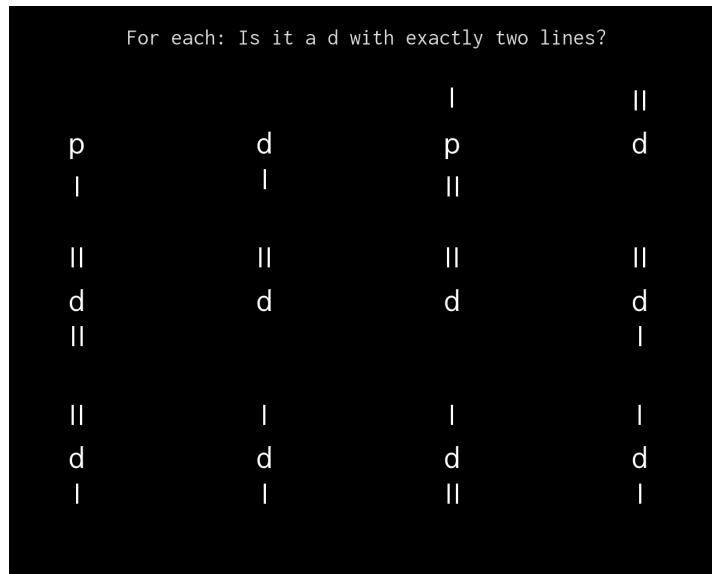 For each: Is it a d with exactly two lines?
| ||
p d p d
| | ||
|| || || ||
d d d d
|| |
|| | | |
d d d d
| | || |